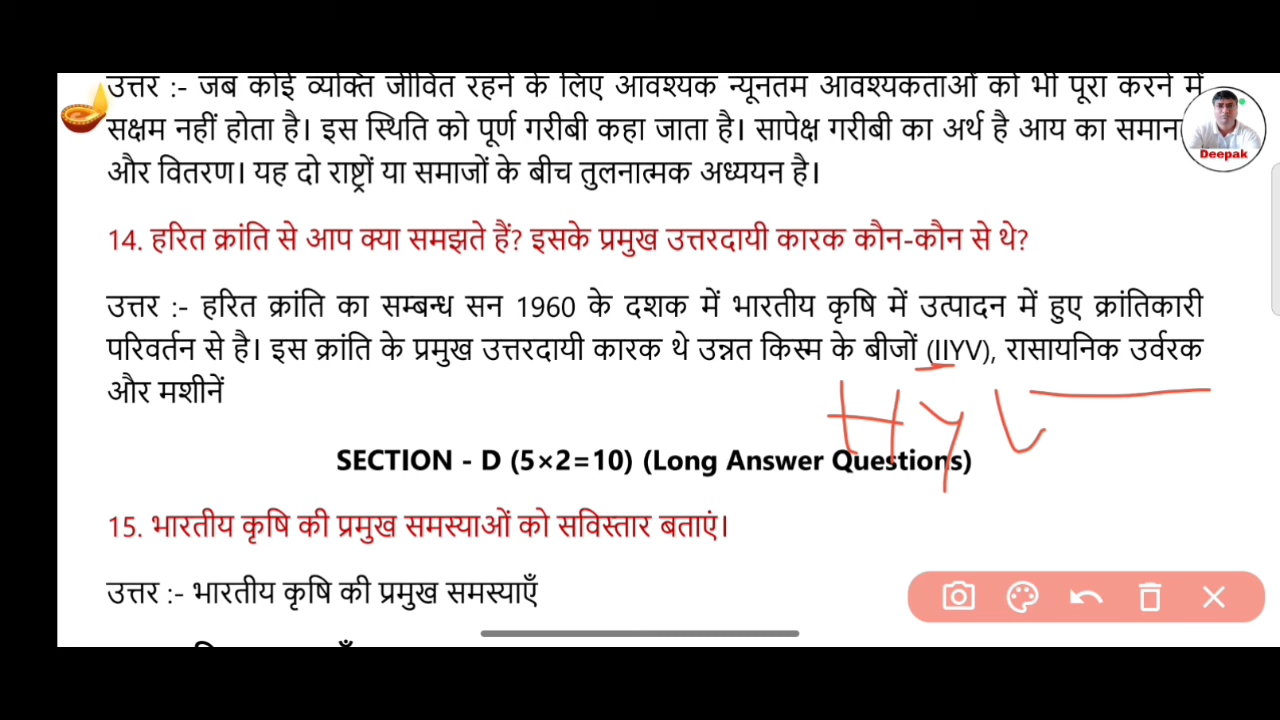 उत्तर :- जब कोई व्यक्ति जीवित रहने के लिए आवश्यक न्यूनतम आवश्यकताओं को भी पूरा करने में
सक्षम नहीं होता है। इस स्थिति को पूर्ण गरीबी कहा जाता है। सापेक्ष गरीबी का अर्थ है आय का समान
और वितरण। यह दो राष्ट्रों या समाजों के बीच तुलनात्मक अध्ययन है।
Deepak
14. हरित क्रांति से आप क्या समझते हैं? इसके प्रमुख उत्तरदायी कारक कौन-कौन से थे?
उत्तर :- हरित क्रांति का सम्बन्ध सन 1960 के दशक में भारतीय कृषि में उत्पादन में हुए क्रांतिकारी
परिवर्तन से है। इस क्रांति के प्रमुख उत्तरदायी कारक थे उन्नत किस्म के बीजों (IIYV), रासायनिक उर्वरक
और मशीनें
HYV
SECTION - D (5×2=10) (Long Answer Questions)
15. भारतीय कृषि की प्रमुख समस्याओं को सविस्तार बताएं।
उत्तर :- भारतीय कृषि की प्रमुख समस्याएँ